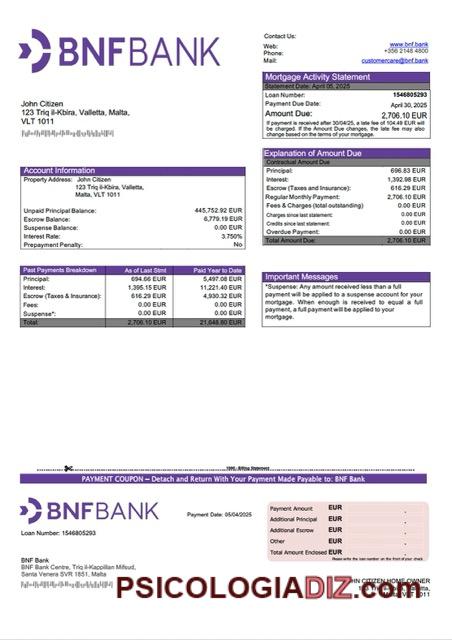 BNFBANK
Contact Us:
Web: www.bnf.bank
Phone: +356 2148 4800
Mail: customercare@bnf.bank
Mortgage Activity Statement
Statement Date: April 05, 2025
Loan Number: 1546805293
Payment Due Date: April 30, 2025
Amount Due: 2,706.10 EUR
If payment is received after 30/04/25, a late fee of 104.49 EUR will
be charged. If the Amount Due changes, the late fee may also
change based on the terms of your mortgage.
John Citizen
123 Triq il-Kbira, Valletta, Malta,
VLT 1011
Explanation of Amount Due
Contractual Amount Due
Principal: 696.83 EUR
Interest: 1,392.98 EUR
Escrow (Taxes and Insurance): 616.29 EUR
Regular Monthly Payment: 2,706.10 EUR
Fees & Charges (total outstanding) 0.00 EUR
Charges since last statement: 0.00 EUR
Credits since last statement: 0.00 EUR
Overdue Payment: 0.00 EUR
Total Amount Due: 2,706.10 EUR
Account Information
Property Address: John Citizen
123 Triq il-Kbira, Valletta,
Malta, VLT 1011
Unpaid Principal Balance: 445,752.92 EUR
Escrow Balance: 6,779.19 EUR
Suspense Balance: 0.00 EUR
Interest Rate: 3.750%
Prepayment Penalty: No
Past Payments Breakdown As of Last Stmt Paid Year to Date
Principal: 694.66 EUR 5,497.08 EUR
Interest: 1,395.15 EUR 11,221.40 EUR
Escrow (Taxes & Insurance): 616.29 EUR 4,930.32 EUR
Fees: 0.00 EUR 0.00 EUR
Suspense*: 0.00 EUR 0.00 EUR
Total: 2,706.10 EUR 21,648.80 EUR
Important Messages
*Suspense: Any amount received less than a full
payment will be applied to a suspense account for your
mortgage. When enough is received to equal a full
payment, a full payment will be applied to your
mortgage.
Billing Statement
PAYMENT COUPON – Detach and Return With Your Payment Made Payable to: BNF Bank
BNFBANK
Payment Date: 05/04/2025
Loan Number: 1546805293
Payment Amount EUR .
Additional Principal EUR .
Additional Escrow EUR .
Other EUR .
Total Amount Enclosed EUR .
Please write the loan number on the front of your check
BNF Bank
BNF Bank Centre, Triq il-Kappillan Mifsud,
Santa Venera SVR 1851, Malta
CITIZEN HOME OWNER
1011
PSICOLOGIADIZ.com